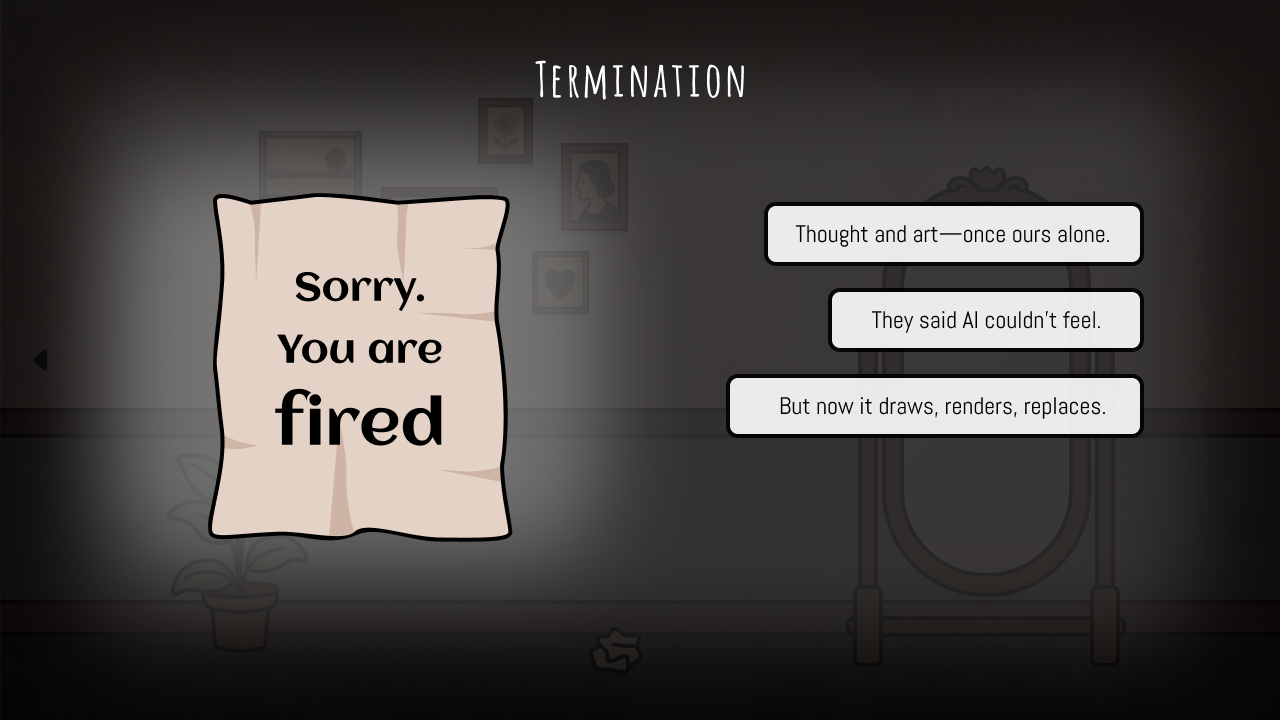 Termination
Sorry.
You are
fired
Thought and art—once ours alone.
They said AI couldn't feel.
But now it draws, renders, replaces.